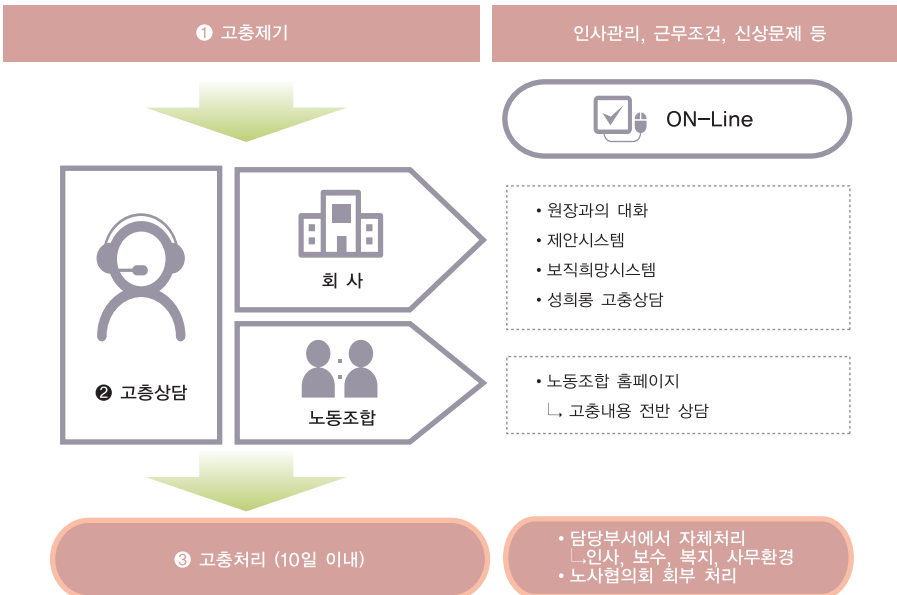 ❶ 고충제기
인사관리, 근무조건, 신상문제 등
ON-Line
회 사
• 원장과의 대화
• 제안시스템
• 보직희망시스템
• 성희롱 고충상담
❷ 고층상담
노동조합
• 노동조합 홈페이지
고충내용 전반 상담
❸ 고충처리 (10일 이내)
• 담당부서에서 자체처리
인사, 보수, 복지, 사무환경
• 노사협의회 회부 처리